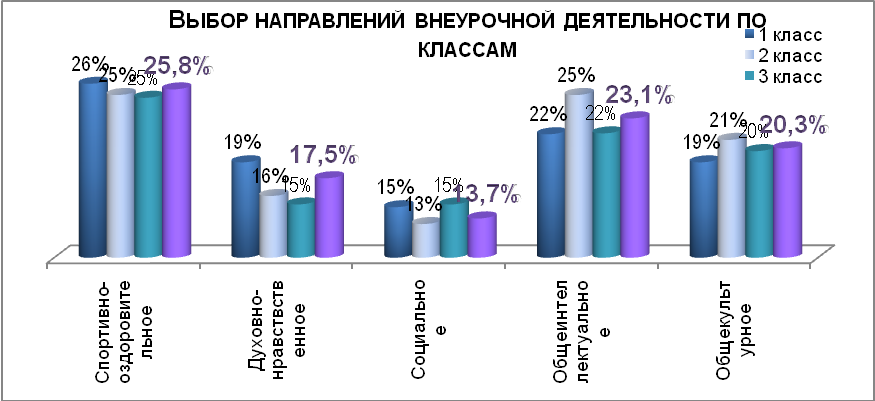 Выбор направлений внеурочной деятельности по
классам
1 класс
2 класс
3 класс
26%
25%
25%
25,8%
19%
16%
15%
17,5%
15%
13%
15%
13,7%
22%
25%
22%
23,1%
19%
21%
20%
20,3%
Спортивно-
оздоровите
льное
Духовно-
нравствств
енное
Социально
е
Общеинтел
лектуально
е
Общекульт
урное